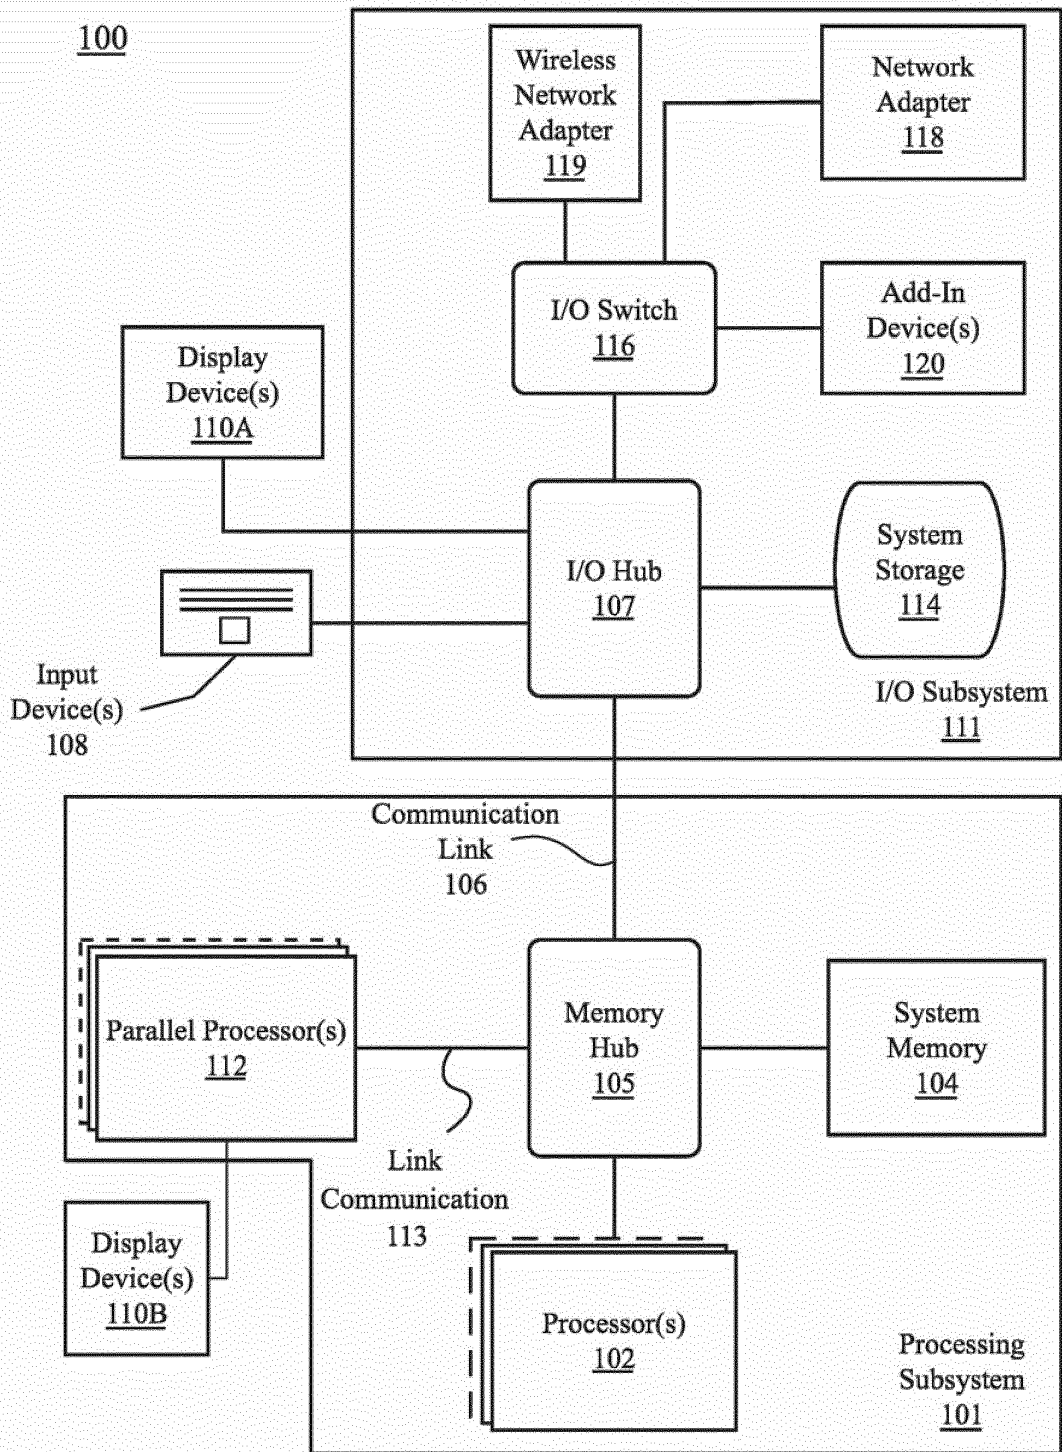 100
Wireless
Network
Adapter
119
Network
Adapter
118
I/O Switch
116
Add-In
Device(s)
120
Display
Device(s)
110A
I/O Hub
107
System
Storage
114
Input
Device(s)
108
I/O Subsystem
111
Communication
Link
106
Parallel Processor(s)
112
Memory
Hub
105
System
Memory
104
Link
Communication
113
Display
Device(s)
110B
Processor(s)
102
Processing
Subsystem
101